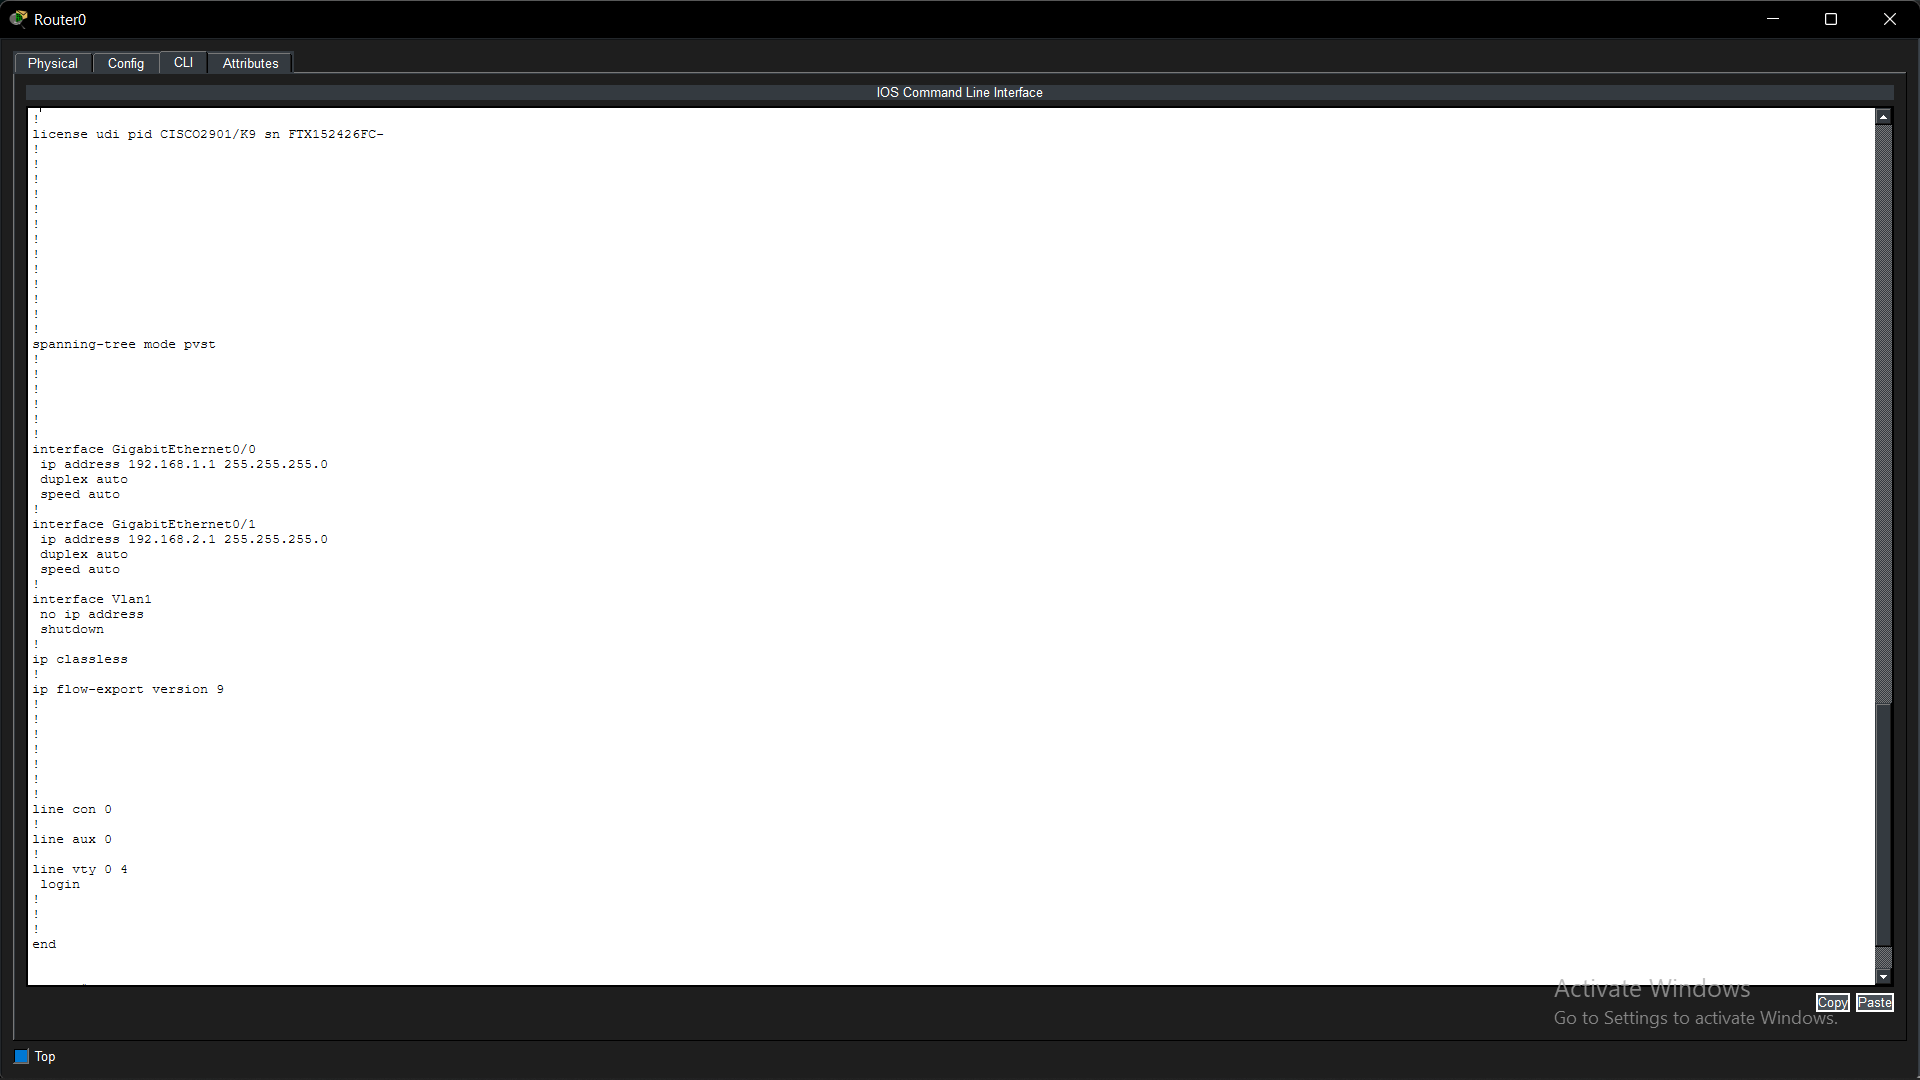 Router0
Physical
Config
CLI
Attributes
IOS Command Line Interface
!
license udi pid CISCO2901/K9 sn FTX152426FC-
!
!
!
!
!
!
!
!
!
!
!
!
!
spanning-tree mode pvst
!
!
!
!
!
!
interface GigabitEthernet0/0
 ip address 192.168.1.1 255.255.255.0
 duplex auto
 speed auto
!
interface GigabitEthernet0/1
 ip address 192.168.2.1 255.255.255.0
 duplex auto
 speed auto
!
interface Vlan1
 no ip address
 shutdown
!
ip classless
!
ip flow-export version 9
!
!
!
!
!
!
!
line con 0
!
line aux 0
!
line vty 0 4
 login
!
!
!
end
Activate Windows
Go to Settings to activate Windows.
Copy
Paste
Top